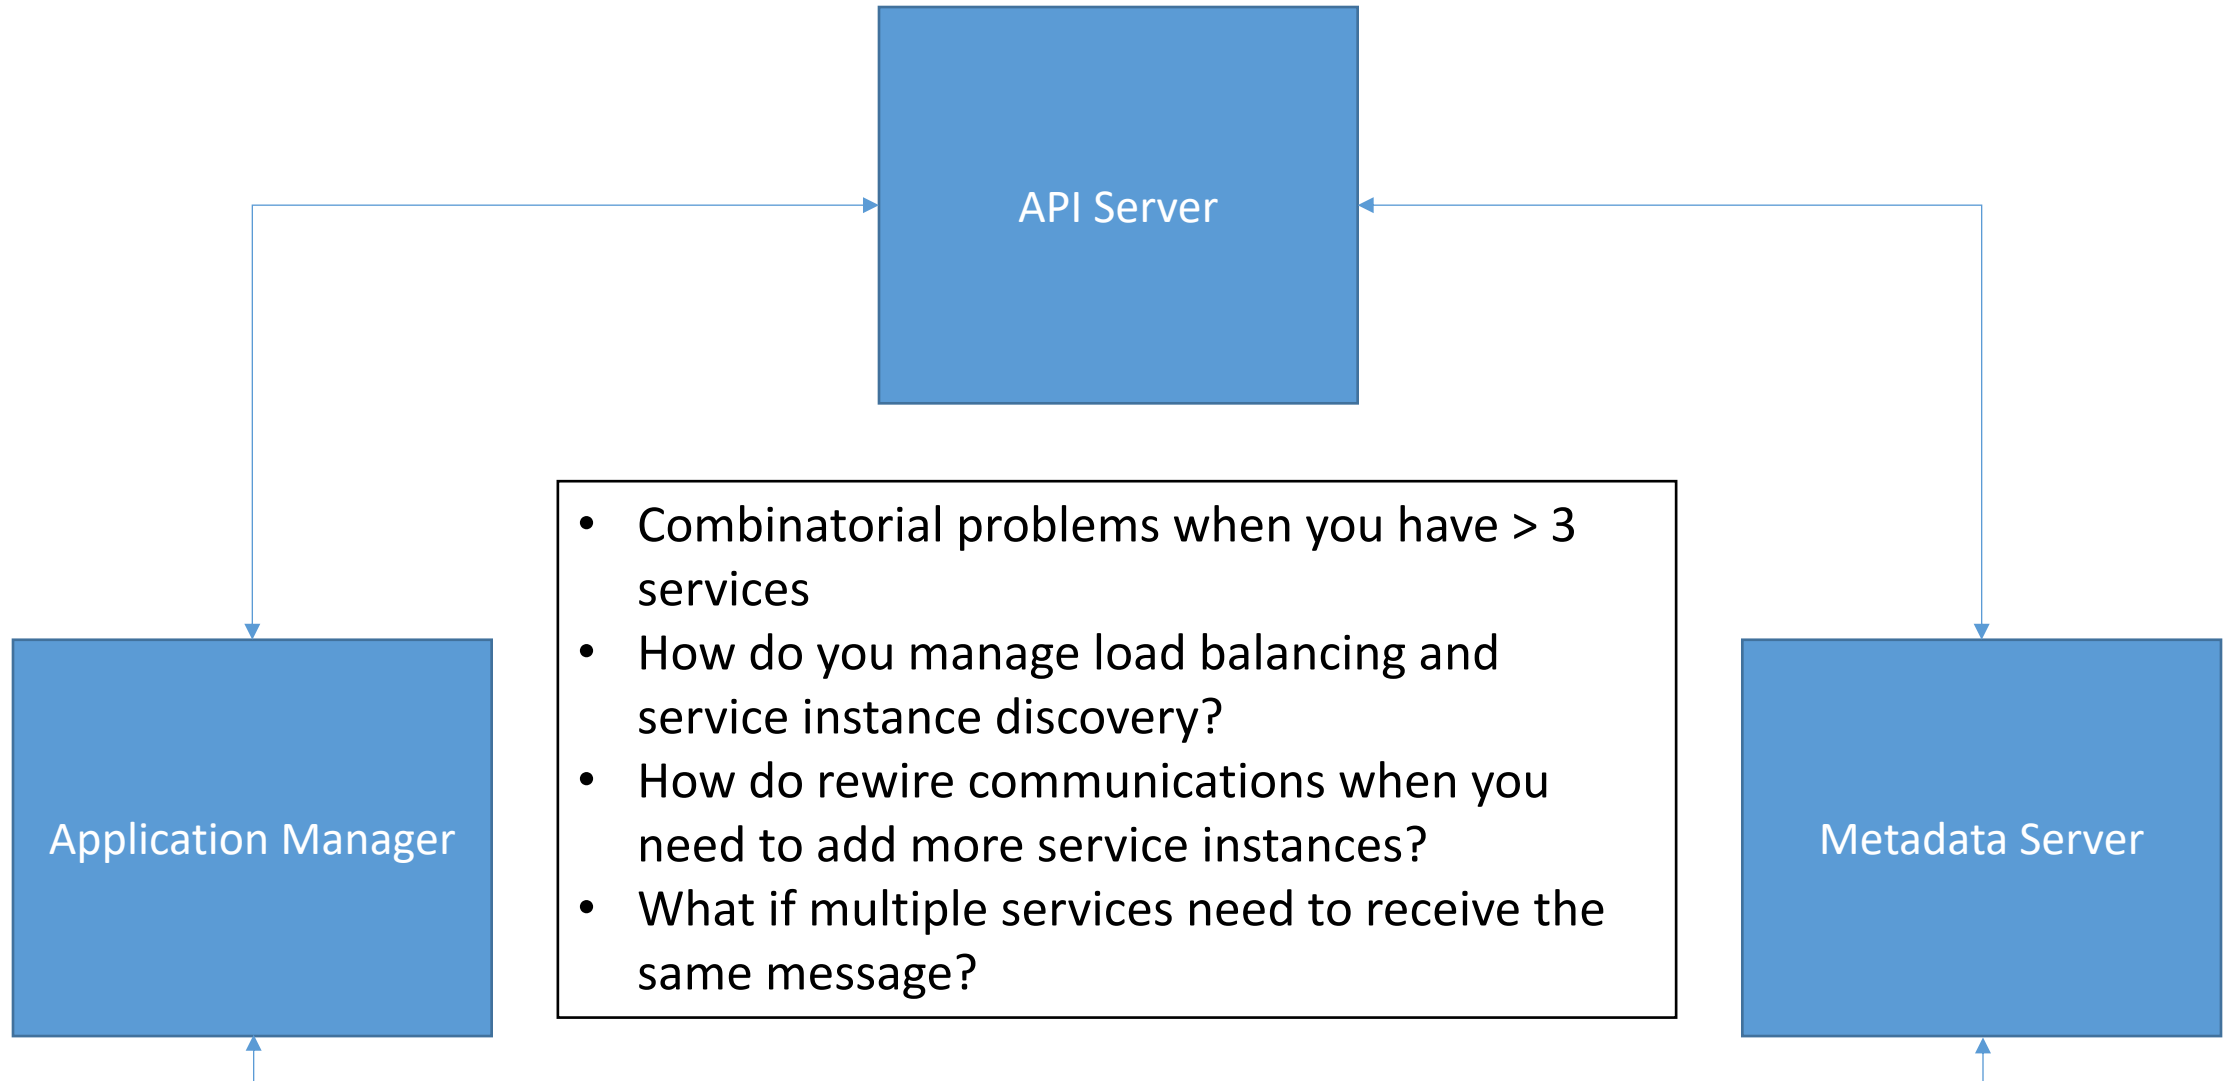 API Server
• Combinatorial problems when you have > 3
services
• How do you manage load balancing and
service instance discovery?
• How do rewire communications when you
need to add more service instances?
• What if multiple services need to receive the
same message?
Application Manager
Metadata Server